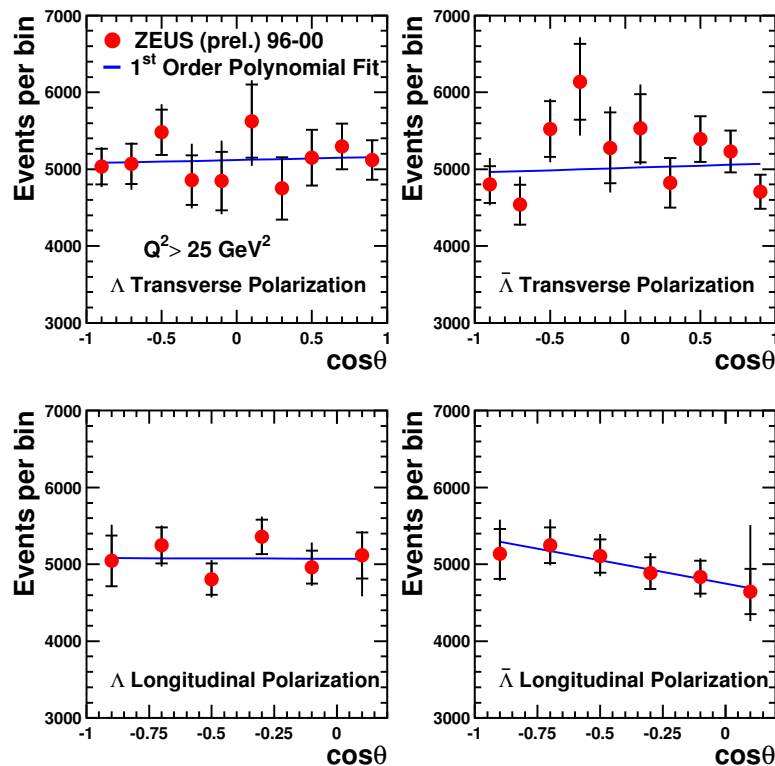 Events per bin
7000
6000
5000
4000
3000
ZEUS (prel.) 96-00
1st Order Polynomial Fit
Q2> 25 GeV2
Λ Transverse Polarization
-1 -0.5 0 0.5 1
cosθ
Events per bin
7000
6000
5000
4000
3000
Λ̄ Transverse Polarization
-1 -0.5 0 0.5 1
cosθ
Events per bin
7000
6000
5000
4000
3000
Λ Longitudinal Polarization
-1 -0.75 -0.5 -0.25 0
cosθ
Events per bin
7000
6000
5000
4000
3000
Λ̄ Longitudinal Polarization
-1 -0.75 -0.5 -0.25 0
cosθ